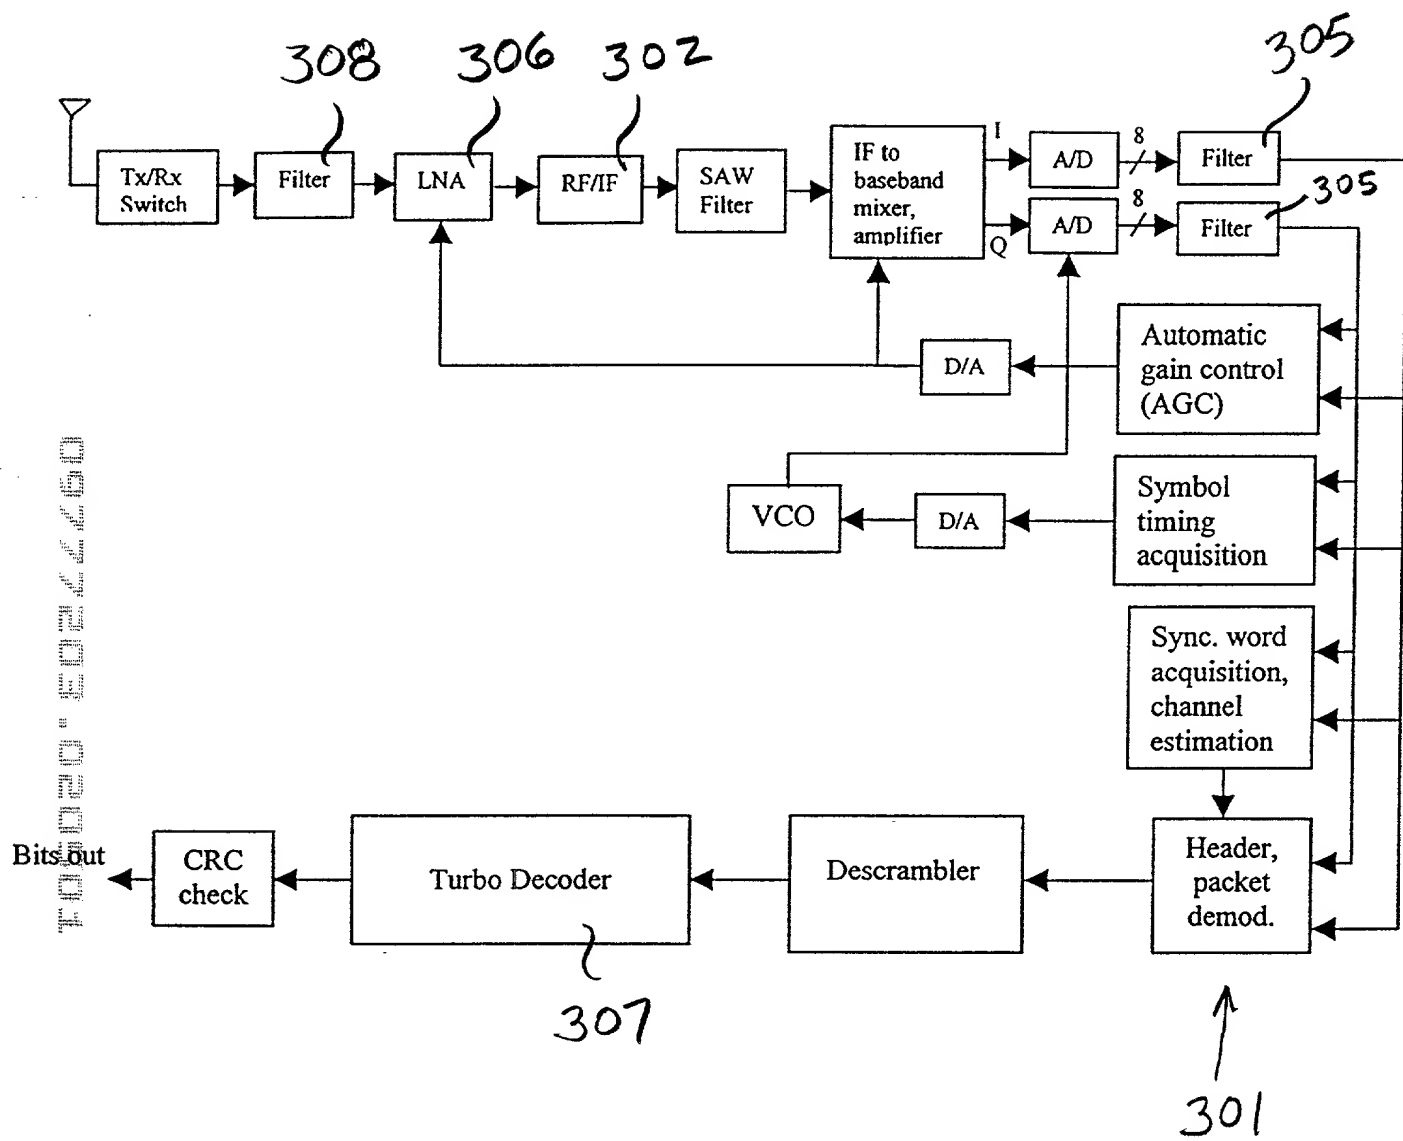 308
306
302
305
Tx/Rx
Switch
Filter
LNA
RF/IF
SAW
Filter
IF to
baseband
mixer,
amplifier
I
Q
A/D
8
Filter
A/D
8
Filter
305
D/A
Automatic
gain control
(AGC)
VCO
D/A
Symbol
timing
acquisition
Sync. word
acquisition,
channel
estimation
Bits out
CRC
check
Turbo Decoder
Descrambler
Header,
packet
demod.
307
301